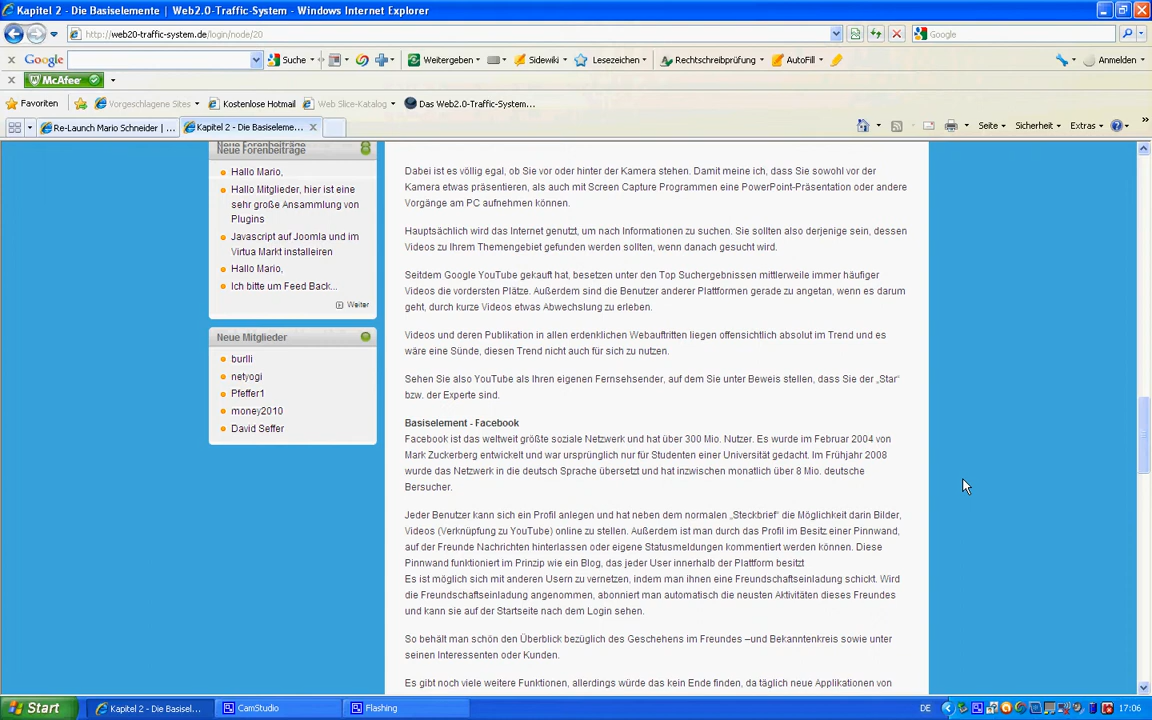 Kapitel 2 - Die Basiselemente | Web2.0-Traffic-System - Windows Internet Explorer
http://web20-traffic-system.de/login/node/20
Google
Google
Suche
Weitergeben
Sidewiki
Lesezeichen
Rechtschreibprüfung
AutoFill
Anmelden
McAfee
Favoriten
Vorgeschlagene Sites
Kostenlose Hotmail
Web Slice-Katalog
Das Web2.0-Traffic-System...
Re-Launch Mario Schneider | ...
Kapitel 2 - Die Basiseleme...
Seite
Sicherheit
Extras
Neue Forenbeiträge
Hallo Mario,
Hallo Mitglieder, hier ist eine
sehr große Ansammlung von
Plugins
Javascript auf Joomla und im
Virtua Markt installeiren
Hallo Mario,
Ich bitte um Feed Back...
Weiter
Neue Mitglieder
burlli
netyogi
Pfeffer1
money2010
David Seffer
Dabei ist es völlig egal, ob Sie vor oder hinter der Kamera stehen. Damit meine ich, dass Sie sowohl vor der
Kamera etwas präsentieren, als auch mit Screen Capture Programmen eine PowerPoint-Präsentation oder andere
Vorgänge am PC aufnehmen können.
Hauptsächlich wird das Internet genutzt, um nach Informationen zu suchen. Sie sollten also derjenige sein, dessen
Videos zu Ihrem Themengebiet gefunden werden sollten, wenn danach gesucht wird.
Seitdem Google YouTube gekauft hat, besetzen unter den Top Suchergebnissen mittlerweile immer häufiger
Videos die vordersten Plätze. Außerdem sind die Benutzer anderer Plattformen gerade zu angetan, wenn es darum
geht, durch kurze Videos etwas Abwechslung zu erleben.
Videos und deren Publikation in allen erdenklichen Webauftritten liegen offensichtlich absolut im Trend und es
wäre eine Sünde, diesen Trend nicht auch für sich zu nutzen.
Sehen Sie also YouTube als Ihren eigenen Fernsehsender, auf dem Sie unter Beweis stellen, dass Sie der „Star“
bzw. der Experte sind.
Basiselement - Facebook
Facebook ist das weltweit größte soziale Netzwerk und hat über 300 Mio. Nutzer. Es wurde im Februar 2004 von
Mark Zuckerberg entwickelt und war ursprünglich nur für Studenten einer Universität gedacht. Im Frühjahr 2008
wurde das Netzwerk in die deutsch Sprache übersetzt und hat inzwischen monatlich über 8 Mio. deutsche
Bersucher.
Jeder Benutzer kann sich ein Profil anlegen und hat neben dem normalen „Steckbrief“ die Möglichkeit darin Bilder,
Videos (Verknüpfung zu YouTube) online zu stellen. Außerdem ist man durch das Profil im Besitz einer Pinnwand,
auf der Freunde Nachrichten hinterlassen oder eigene Statusmeldungen kommentiert werden können. Diese
Pinnwand funktioniert im Prinzip wie ein Blog, das jeder User innerhalb der Plattform besitzt
Es ist möglich sich mit anderen Usern zu vernetzen, indem man ihnen eine Freundschaftseinladung schickt. Wird
die Freundschaftseinladung angenommen, abonniert man automatisch die neusten Aktivitäten dieses Freundes
und kann sie auf der Startseite nach dem Login sehen.
So behält man schön den Überblick bezüglich des Geschehens im Freundes –und Bekanntenkreis sowie unter
seinen Interessenten oder Kunden.
Es gibt noch viele weitere Funktionen, allerdings würde das kein Ende finden, da täglich neue Applikationen von
Start
Kapitel 2 - Die Basisel...
CamStudio
Flashing
DE
17:06